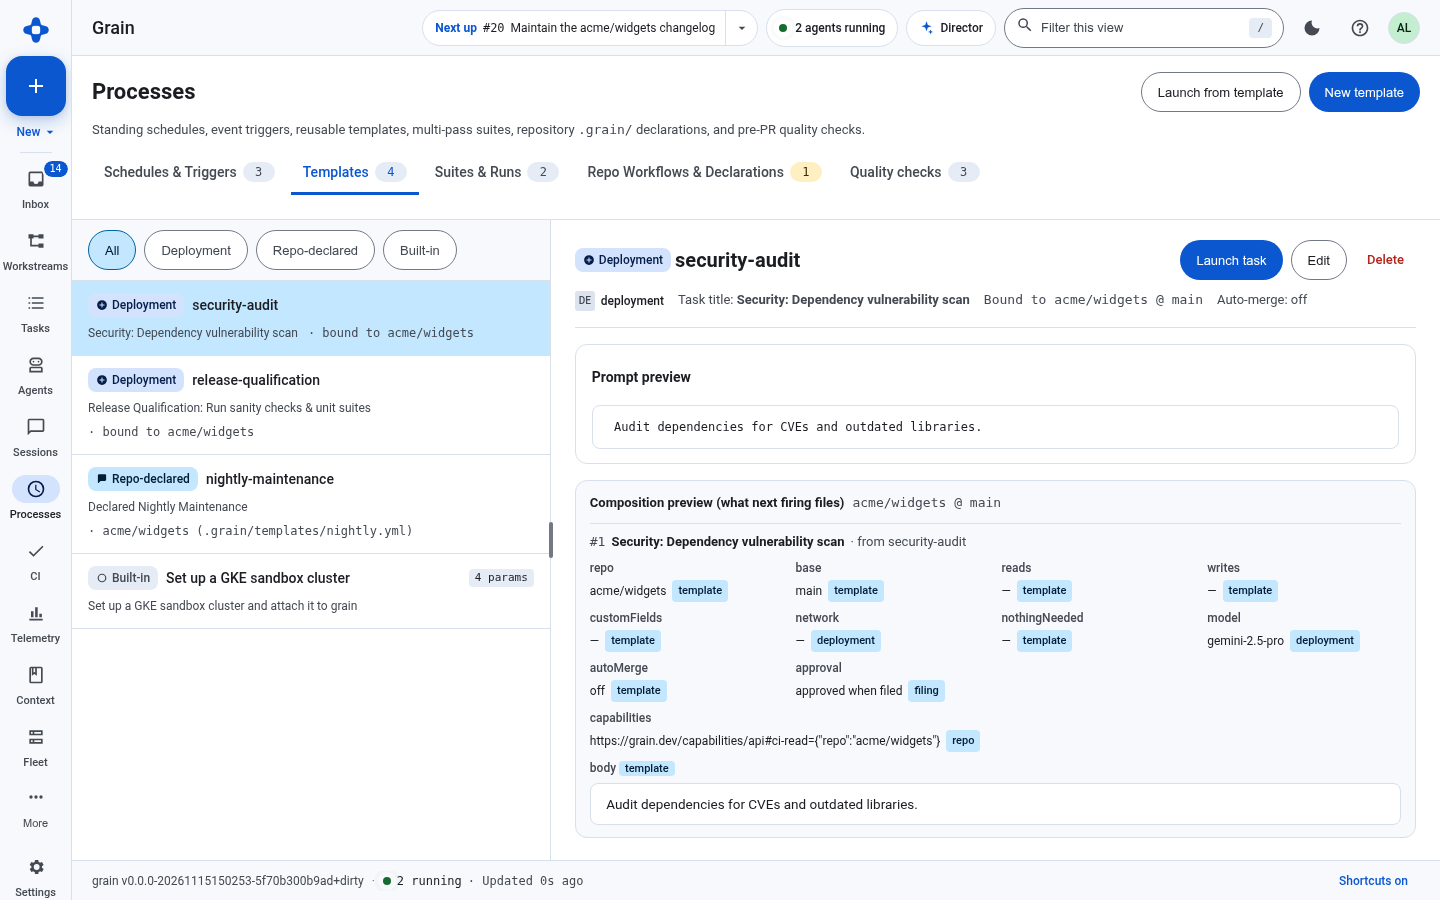 Grain
Next up #20 Maintain the acme/widgets changelog
2 agents running
Director
Filter this view /
AL
New
14
Inbox
Workstreams
Tasks
Agents
Sessions
Processes
CI
Telemetry
Context
Fleet
More
Settings
Processes
Launch from template
New template
Standing schedules, event triggers, reusable templates, multi-pass suites, repository .grain/ declarations, and pre-PR quality checks.
Schedules & Triggers 3
Templates 4
Suites & Runs 2
Repo Workflows & Declarations 1
Quality checks 3
All
Deployment
Repo-declared
Built-in
Deployment security-audit
Security: Dependency vulnerability scan · bound to acme/widgets
Deployment release-qualification
Release Qualification: Run sanity checks & unit suites
· bound to acme/widgets
Repo-declared nightly-maintenance
Declared Nightly Maintenance
· acme/widgets (.grain/templates/nightly.yml)
Built-in Set up a GKE sandbox cluster 4 params
Set up a GKE sandbox cluster and attach it to grain
Deployment security-audit
Launch task
Edit
Delete
DE deployment Task title: Security: Dependency vulnerability scan Bound to acme/widgets @ main Auto-merge: off
Prompt preview
Audit dependencies for CVEs and outdated libraries.
Composition preview (what next firing files) acme/widgets @ main
#1 Security: Dependency vulnerability scan · from security-audit
repo base reads writes
acme/widgets template main template — template — template
customFields network nothingNeeded model
— template — deployment — template gemini-2.5-pro deployment
autoMerge approval
off template approved when filed filing
capabilities
https://grain.dev/capabilities/api#ci-read={"repo":"acme/widgets"} repo
body template
Audit dependencies for CVEs and outdated libraries.
grain v0.0.0-20261115150253-5f70b300b9ad+dirty · 2 running · Updated 0s ago
Shortcuts on